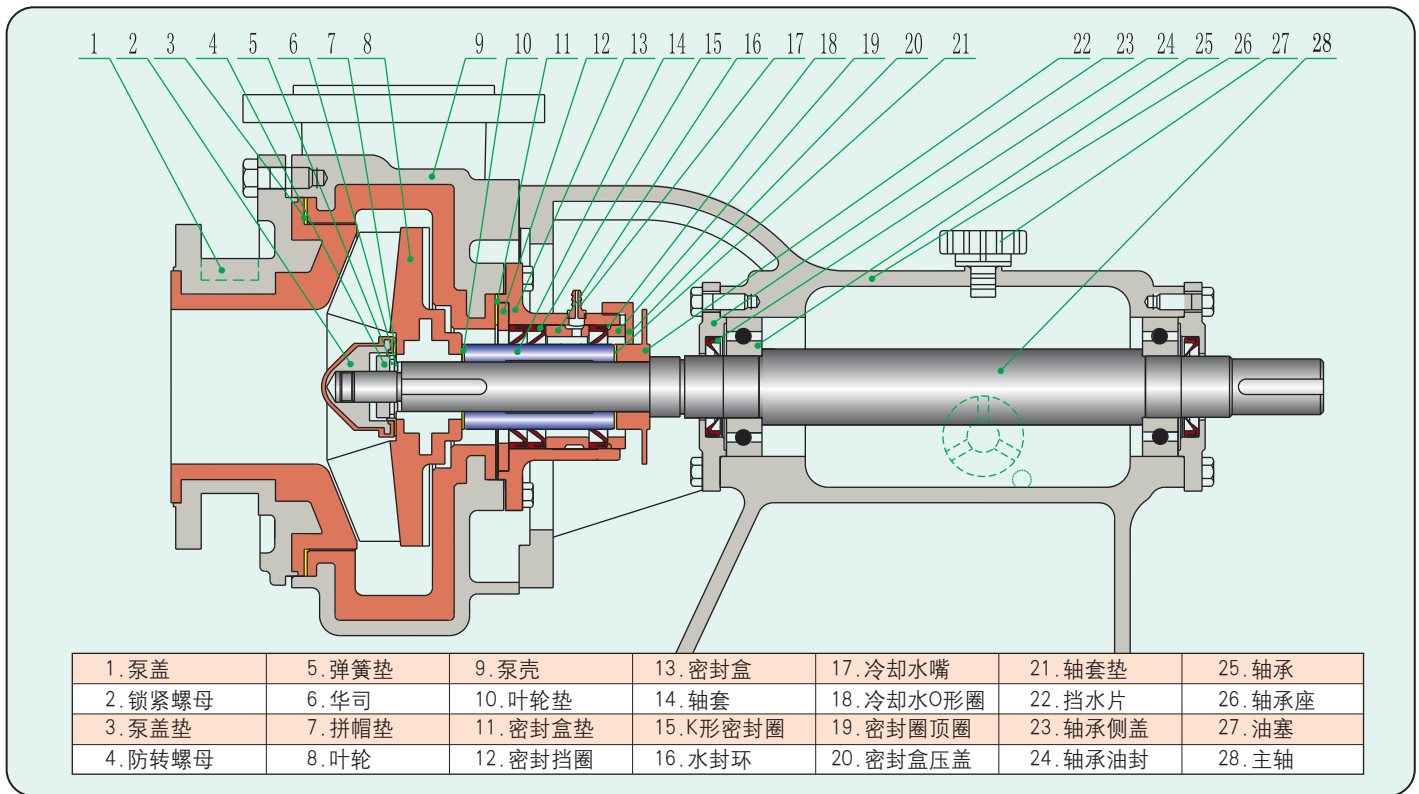 1 2 3 4 5 6 7 8 9 10 11 12 13 14 15 16 17 18 19 20 21 22 23 24 25 26 27 28
1.泵盖 5.弹簧垫 9.泵壳 13.密封盒 17.冷却水嘴 21.轴套垫 25.轴承
2.锁紧螺母 6.华司 10.叶轮垫 14.轴套 18.冷却水O形圈 22.挡水片 26.轴承座
3.泵盖垫 7.拼帽垫 11.密封盒垫 15.K形密封圈 19.密封圈顶圈 23.轴承侧盖 27.油塞
4.防转螺母 8.叶轮 12.密封挡圈 16.水封环 20.密封盒压盖 24.轴承油封 28.主轴